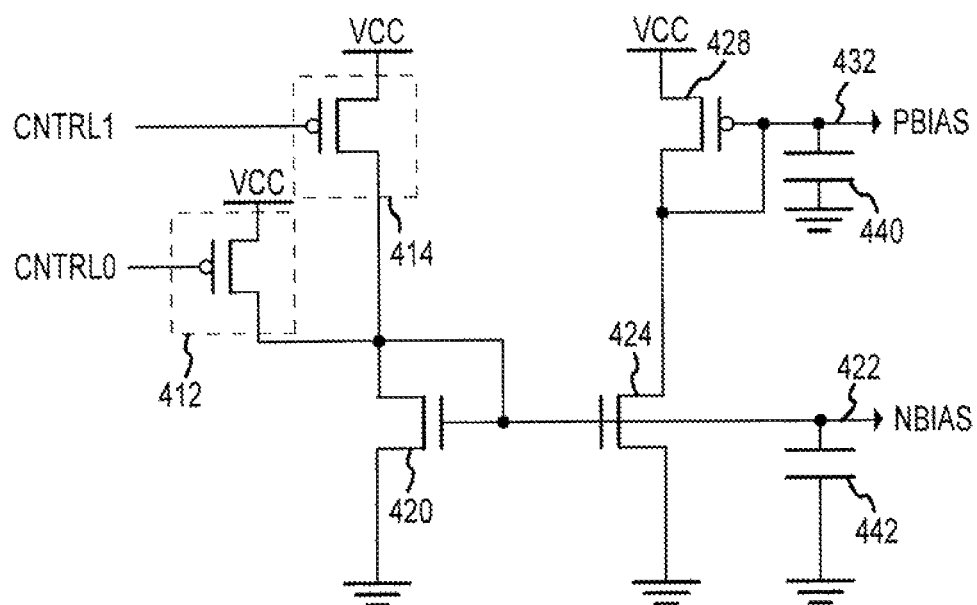 VCC
VCC
428
432
CNTRL1
PBIAS
VCC
440
414
CNTRL0
424
412
422
NBIAS
420
442